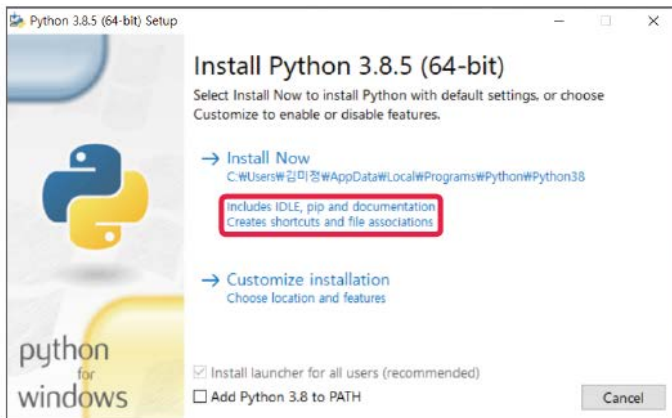 Python 3.8.5 (64-bit) Setup
Install Python 3.8.5 (64-bit)
Select Install Now to install Python with default settings, or choose
Customize to enable or disable features.
→ Install Now
C:₩Users₩김미정₩AppData₩Local₩Programs₩Python₩Python38
Includes IDLE, pip and documentation
Creates shortcuts and file associations
→ Customize installation
Choose location and features
python
for
windows
Install launcher for all users (recommended)
Add Python 3.8 to PATH
Cancel